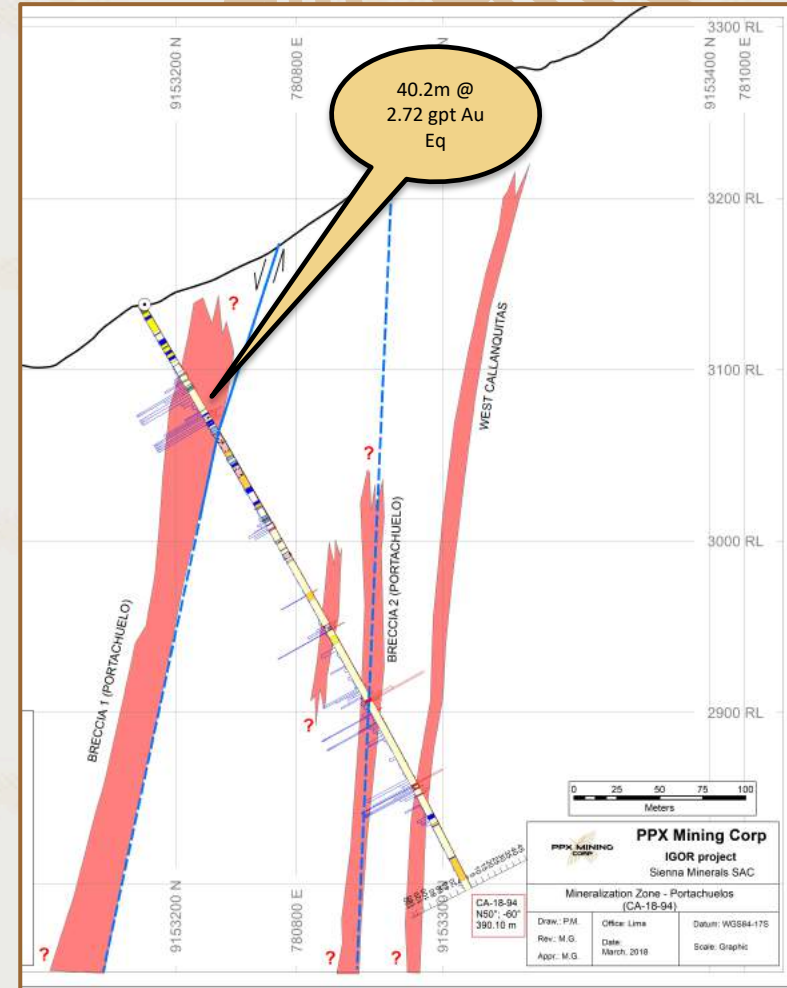 3300 RL
9153200 N
780800 E
9153400 N
781000 E
40.2m @
2.72 gpt Au
Eq
3200 RL
?
WEST CALLANQUITAS
3100 RL
?
3000 RL
BRECCIA 1 (PORTACHUELO)
BRECCIA 2 (PORTACHUELO)
?
2900 RL
0 25 50 75 100
Meters
PPX MINING
CORP
PPX Mining Corp
IGOR project
Sienna Minerals SAC
Mineralization Zone - Portachuelos
(CA-18-94)
Draw.: P.M.
Office: Lima
Datum: WGS84-17S
Rev.: M.G.
Date:
March, 2018
Scale: Graphic
Appr.: M.G.
CA-18-94
N50°; -60°
390.10 m
9153200 N
780800 E
9153300 N
?
?
?